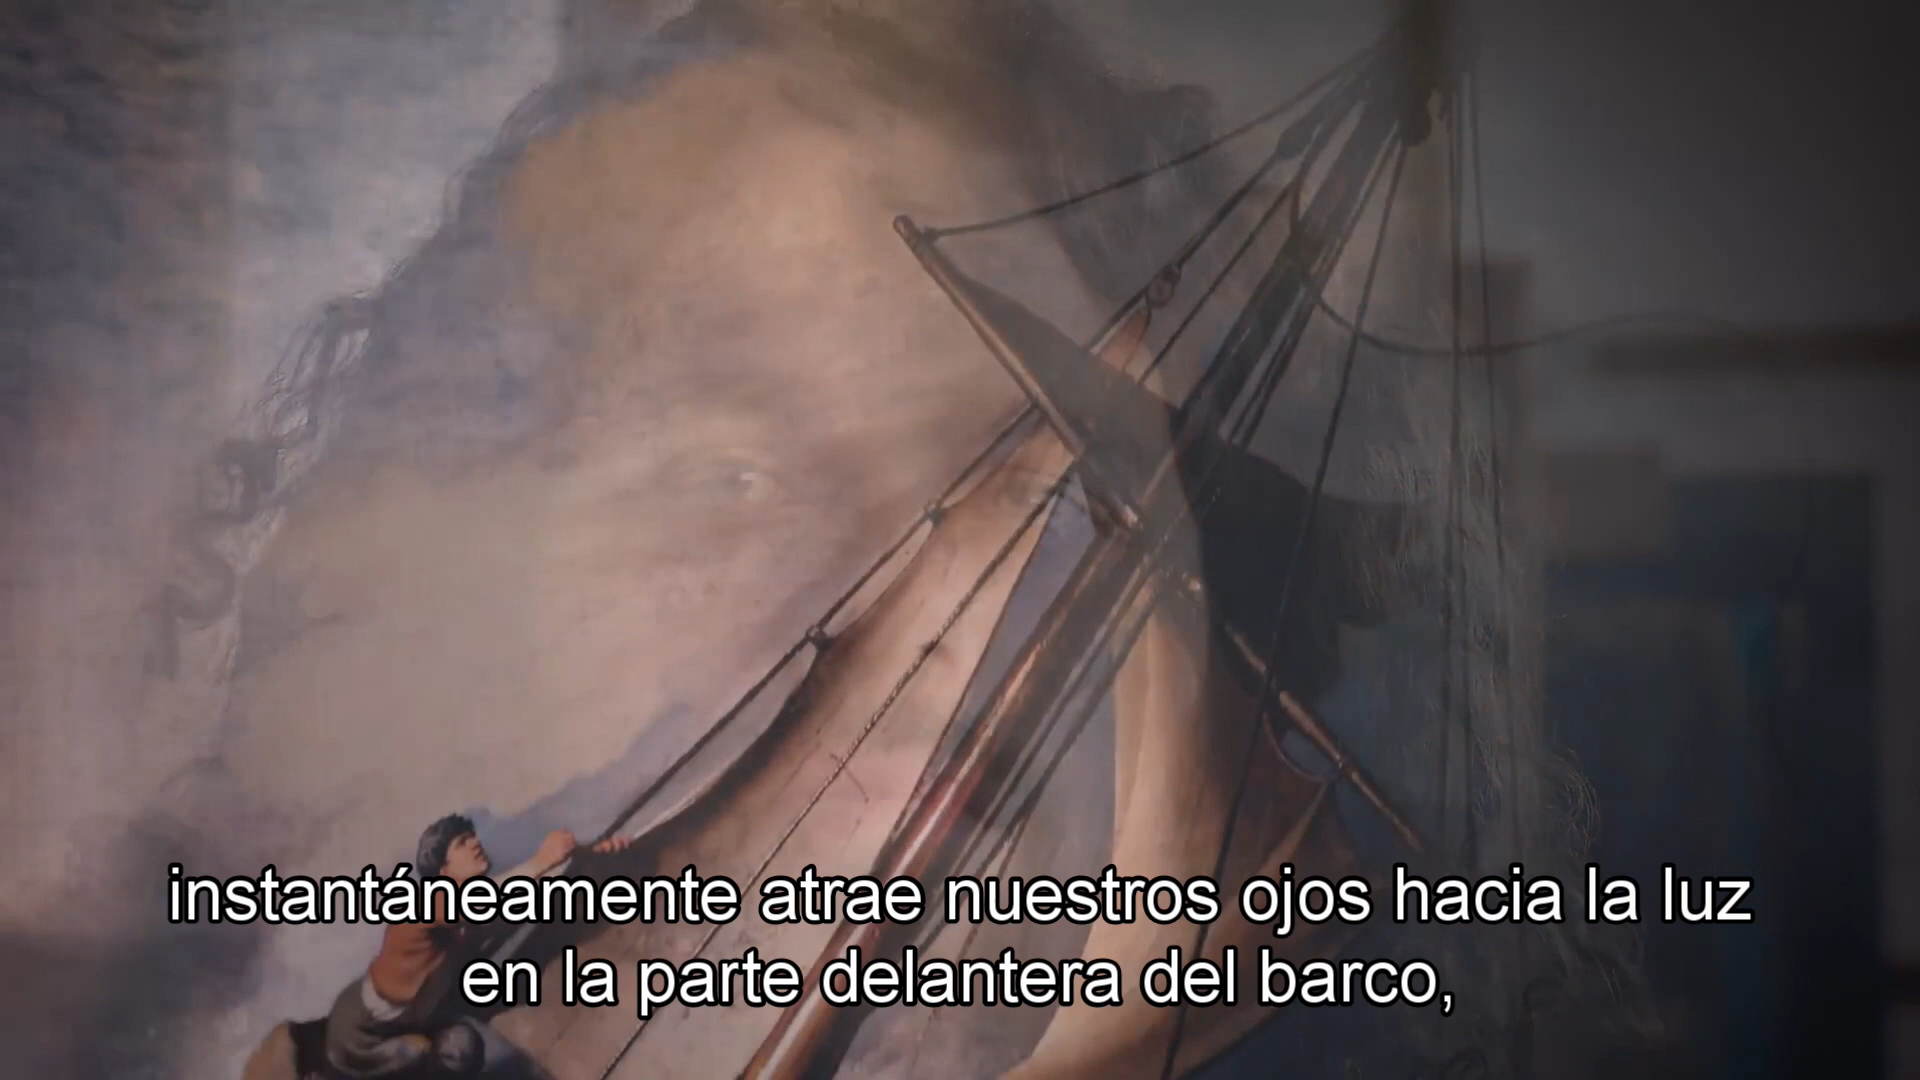 instantáneamente atrae nuestros ojos hacia la luz
en la parte delantera del barco,